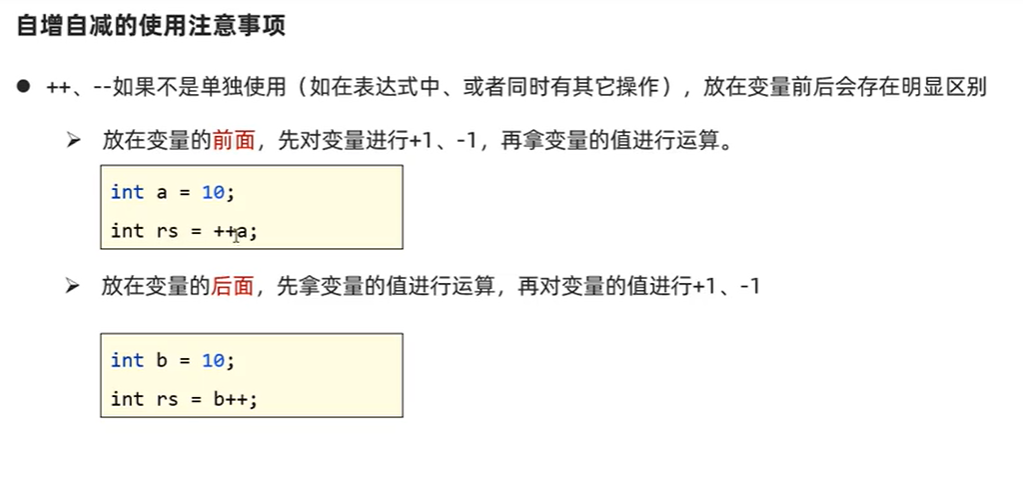 自增自减的使用注意事项
● ++、--如果不是单独使用（如在表达式中、或者同时有其它操作），放在变量前后会存在明显区别
➢ 放在变量的前面，先对变量进行+1、-1，再拿变量的值进行运算。
int a = 10;
int rs = ++a;
➢ 放在变量的后面，先拿变量的值进行运算，再对变量的值进行+1、-1
int b = 10;
int rs = b++;